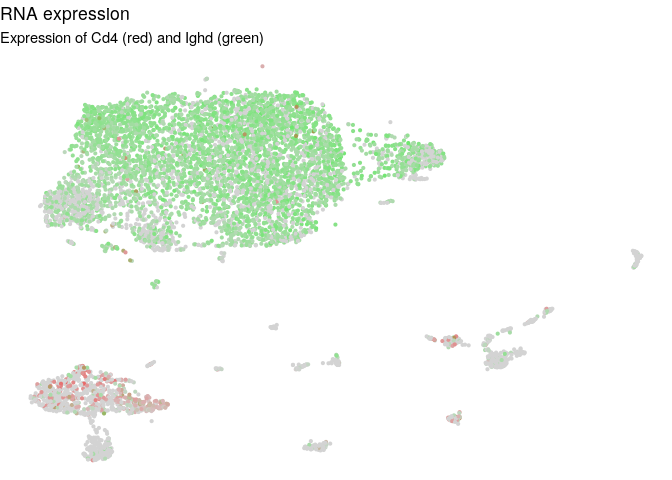 RNA expression
Expression of Cd4 (red) and Ighd (green)